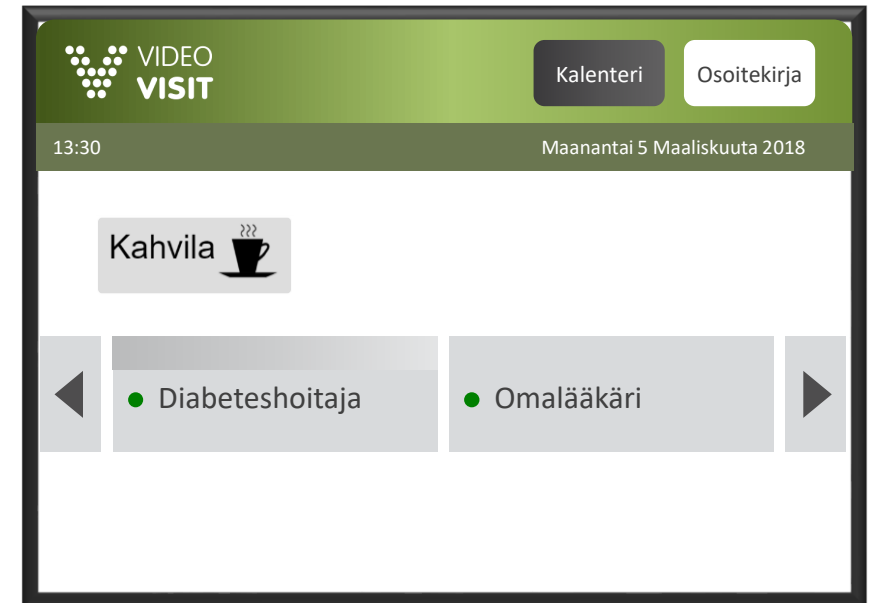 VIDEO
VISIT
Kalenteri
Osoitekirja
13:30
Maanantai 5 Maaliskuuta 2018
Kahvila
Diabeteshoitaja
Omalääkäri